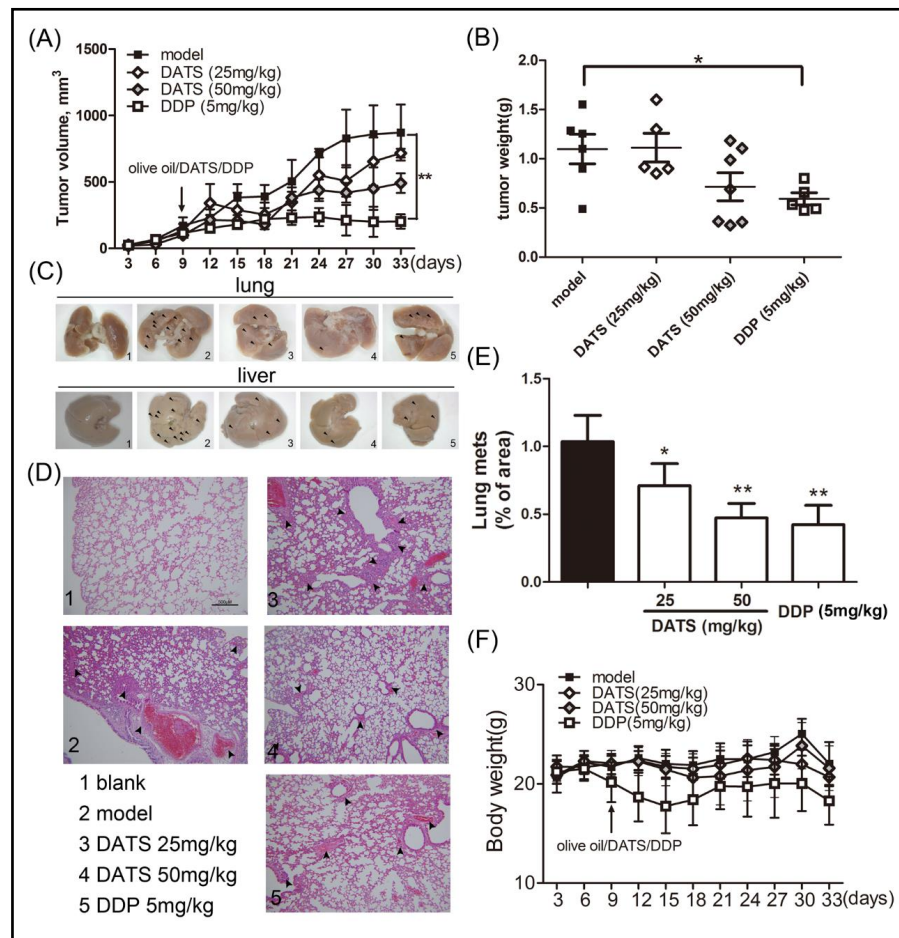 (A)
Tumor volume, mm³
1000
750
500
250
0
model
DATS (25mg/kg)
DATS (50mg/kg)
DDP (5mg/kg)
olive oil/DATS/DDP
**
3 6 9 12 15 18 21 24 27 30 33(days)
(B)
tumor weight(g)
2.0
1.5
1.0
0.5
0.0
*
model
DATS (25mg/kg)
DATS (50mg/kg)
DDP (5mg/kg)
(C)
lung
1 2 3 4 5
liver
1 2 3 4 5
(D)
1
2
3
4
5
1 blank
2 model
3 DATS 25mg/kg
4 DATS 50mg/kg
5 DDP 5mg/kg
(E)
Lung mets
(% of area)
1.5
1.0
0.5
0.0
* ** **
25 50
DATS (mg/kg)
DDP (5mg/kg)
(F)
Body weight(g)
30
20
10
model
DATS(25mg/kg)
DATS(50mg/kg)
DDP(5mg/kg)
olive oil/DATS/DDP
3 6 9 12 15 18 21 24 27 30 33(days)